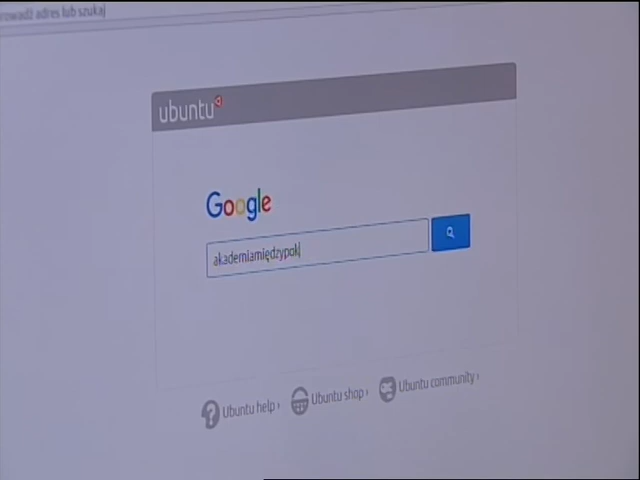 rowadź adres lub szukaj
ubuntu
Google
akademiamiędzypok
Ubuntu help ›
Ubuntu shop ›
Ubuntu community ›